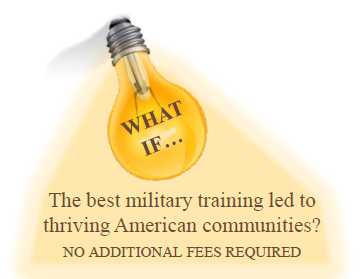 WHAT
IF...
The best military training led to
thriving American communities?
NO ADDITIONAL FEES REQUIRED